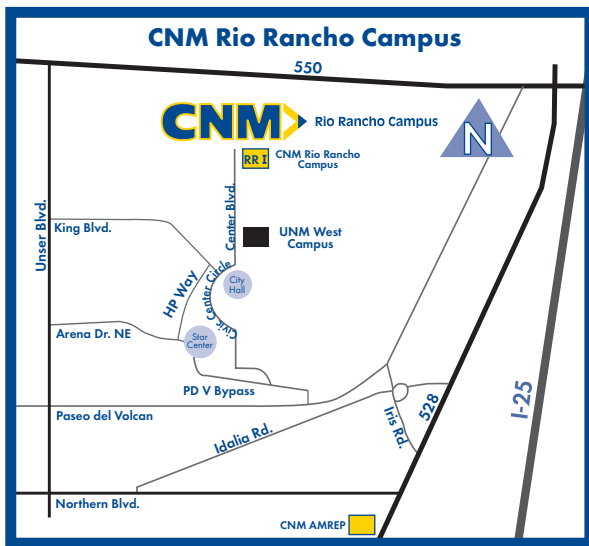 CNM Rio Rancho Campus
550
CNM Rio Rancho Campus
N
RR I
CNM Rio Rancho
Campus
Center Blvd.
Unser Blvd.
King Blvd.
UNM West
Campus
HP Way
Civic Center Circle
City
Hall
Arena Dr. NE
Star
Center
PD V Bypass
Paseo del Volcan
Idalia Rd.
Iris Rd.
528
I-25
Northern Blvd.
CNM AMREP